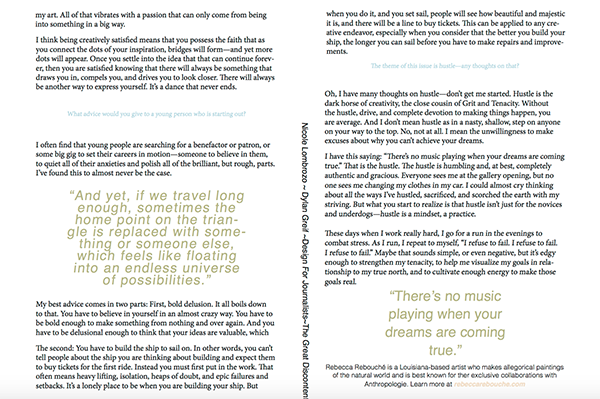 my art. All of that vibrates with a passion that can only come from being
into something in a big way.
I think being creatively satisfied means that you possess the faith that as
you connect the dots of your inspiration, bridges will form—and yet more
dots will appear. Once you settle into the idea that that can continue forev-
er, then you are satisfied knowing that there will always be something that
draws you in, compels you, and drives you to look closer. There will always
be another way to express yourself. It's a dance that never ends.
What advice would you give to a young person who is starting out?
I often find that young people are searching for a benefactor or patron, or
some big gig to set their careers in motion—someone to believe in them,
to quiet all of their anxieties and polish all of the brilliant, but rough, parts.
I've found this to almost never be the case.
"And yet, if we travel long
enough, sometimes the
home point on the trian-
gle is replaced with some-
thing or someone else,
which feels like floating
into an endless universe
of possibilities."
My best advice comes in two parts: First, bold delusion. It all boils down
to that. You have to believe in yourself in an almost crazy way. You have to
be bold enough to make something from nothing and over again. And you
have to be delusional enough to think that your ideas are valuable, which
The second: You have to build the ship to sail on. In other words, you can't
tell people about the ship you are thinking about building and expect them
to buy tickets for the first ride. Instead you must first put in the work. That
often means heavy lifting, isolation, heaps of doubt, and epic failures and
setbacks. It's a lonely place to be when you are building your ship. But
Nicole Lombrozo ~ Dylan Greif ~Design For Journalists~The Great Discontent
when you do it, and you set sail, people will see how beautiful and majestic
it is, and there will be a line to buy tickets. This can be applied to any cre-
ative endeavor, especially when you consider that the better you build your
ship, the longer you can sail before you have to make repairs and improve-
ments.
The theme of this issue is hustle—any thoughts on that?
Oh, I have many thoughts on hustle—don't get me started. Hustle is the
dark horse of creativity, the close cousin of Grit and Tenacity. Without
the hustle, drive, and complete devotion to making things happen, you
are average. And I don't mean hustle as in a nasty, shallow, step on anyone
on your way to the top. No, not at all. I mean the unwillingness to make
excuses about why you can't achieve your dreams.
I have this saying: "There's no music playing when your dreams are coming
true." That is the hustle. The hustle is humbling and, at best, completely
authentic and gracious. Everyone sees me at the gallery opening, but no
one sees me changing my clothes in my car. I could almost cry thinking
about all the ways I've hustled, sacrificed, and scorched the earth with my
striving. But what you start to realize is that hustle isn't just for the novices
and underdogs—hustle is a mindset, a practice.
These days when I work really hard, I go for a run in the evenings to
combat stress. As I run, I repeat to myself, "I refuse to fail. I refuse to fail.
I refuse to fail." Maybe that sounds simple, or even negative, but it's edgy
enough to strengthen my tenacity, to help me visualize my goals in rela-
tionship to my true north, and to cultivate enough energy to make those
goals real.
"There's no music
playing when your
dreams are coming
true."
Rebecca Rebouché is a Louisiana-based artist who makes allegorical paintings
of the natural world and is best known for ther exclusive collaborations with
Anthropologie. Learn more at rebeccarebouche.com